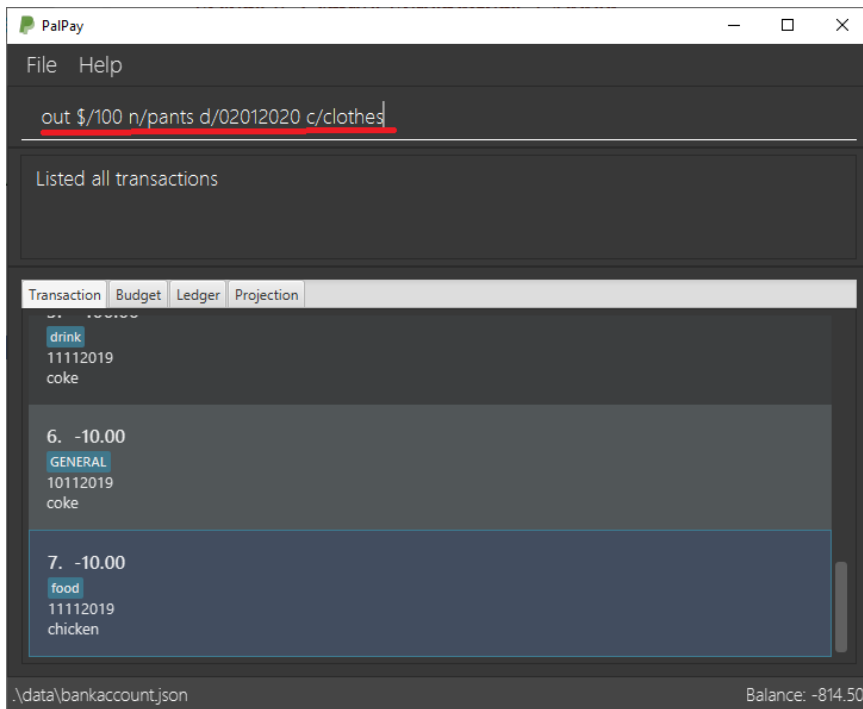 PalPay
File Help
out $/100 n/pants d/02012020 c/clothes
Listed all transactions
Transaction Budget Ledger Projection
drink
11112019
coke
6. -10.00
GENERAL
10112019
coke
7. -10.00
food
11112019
chicken
.\data\bankaccount.json Balance: -814.50